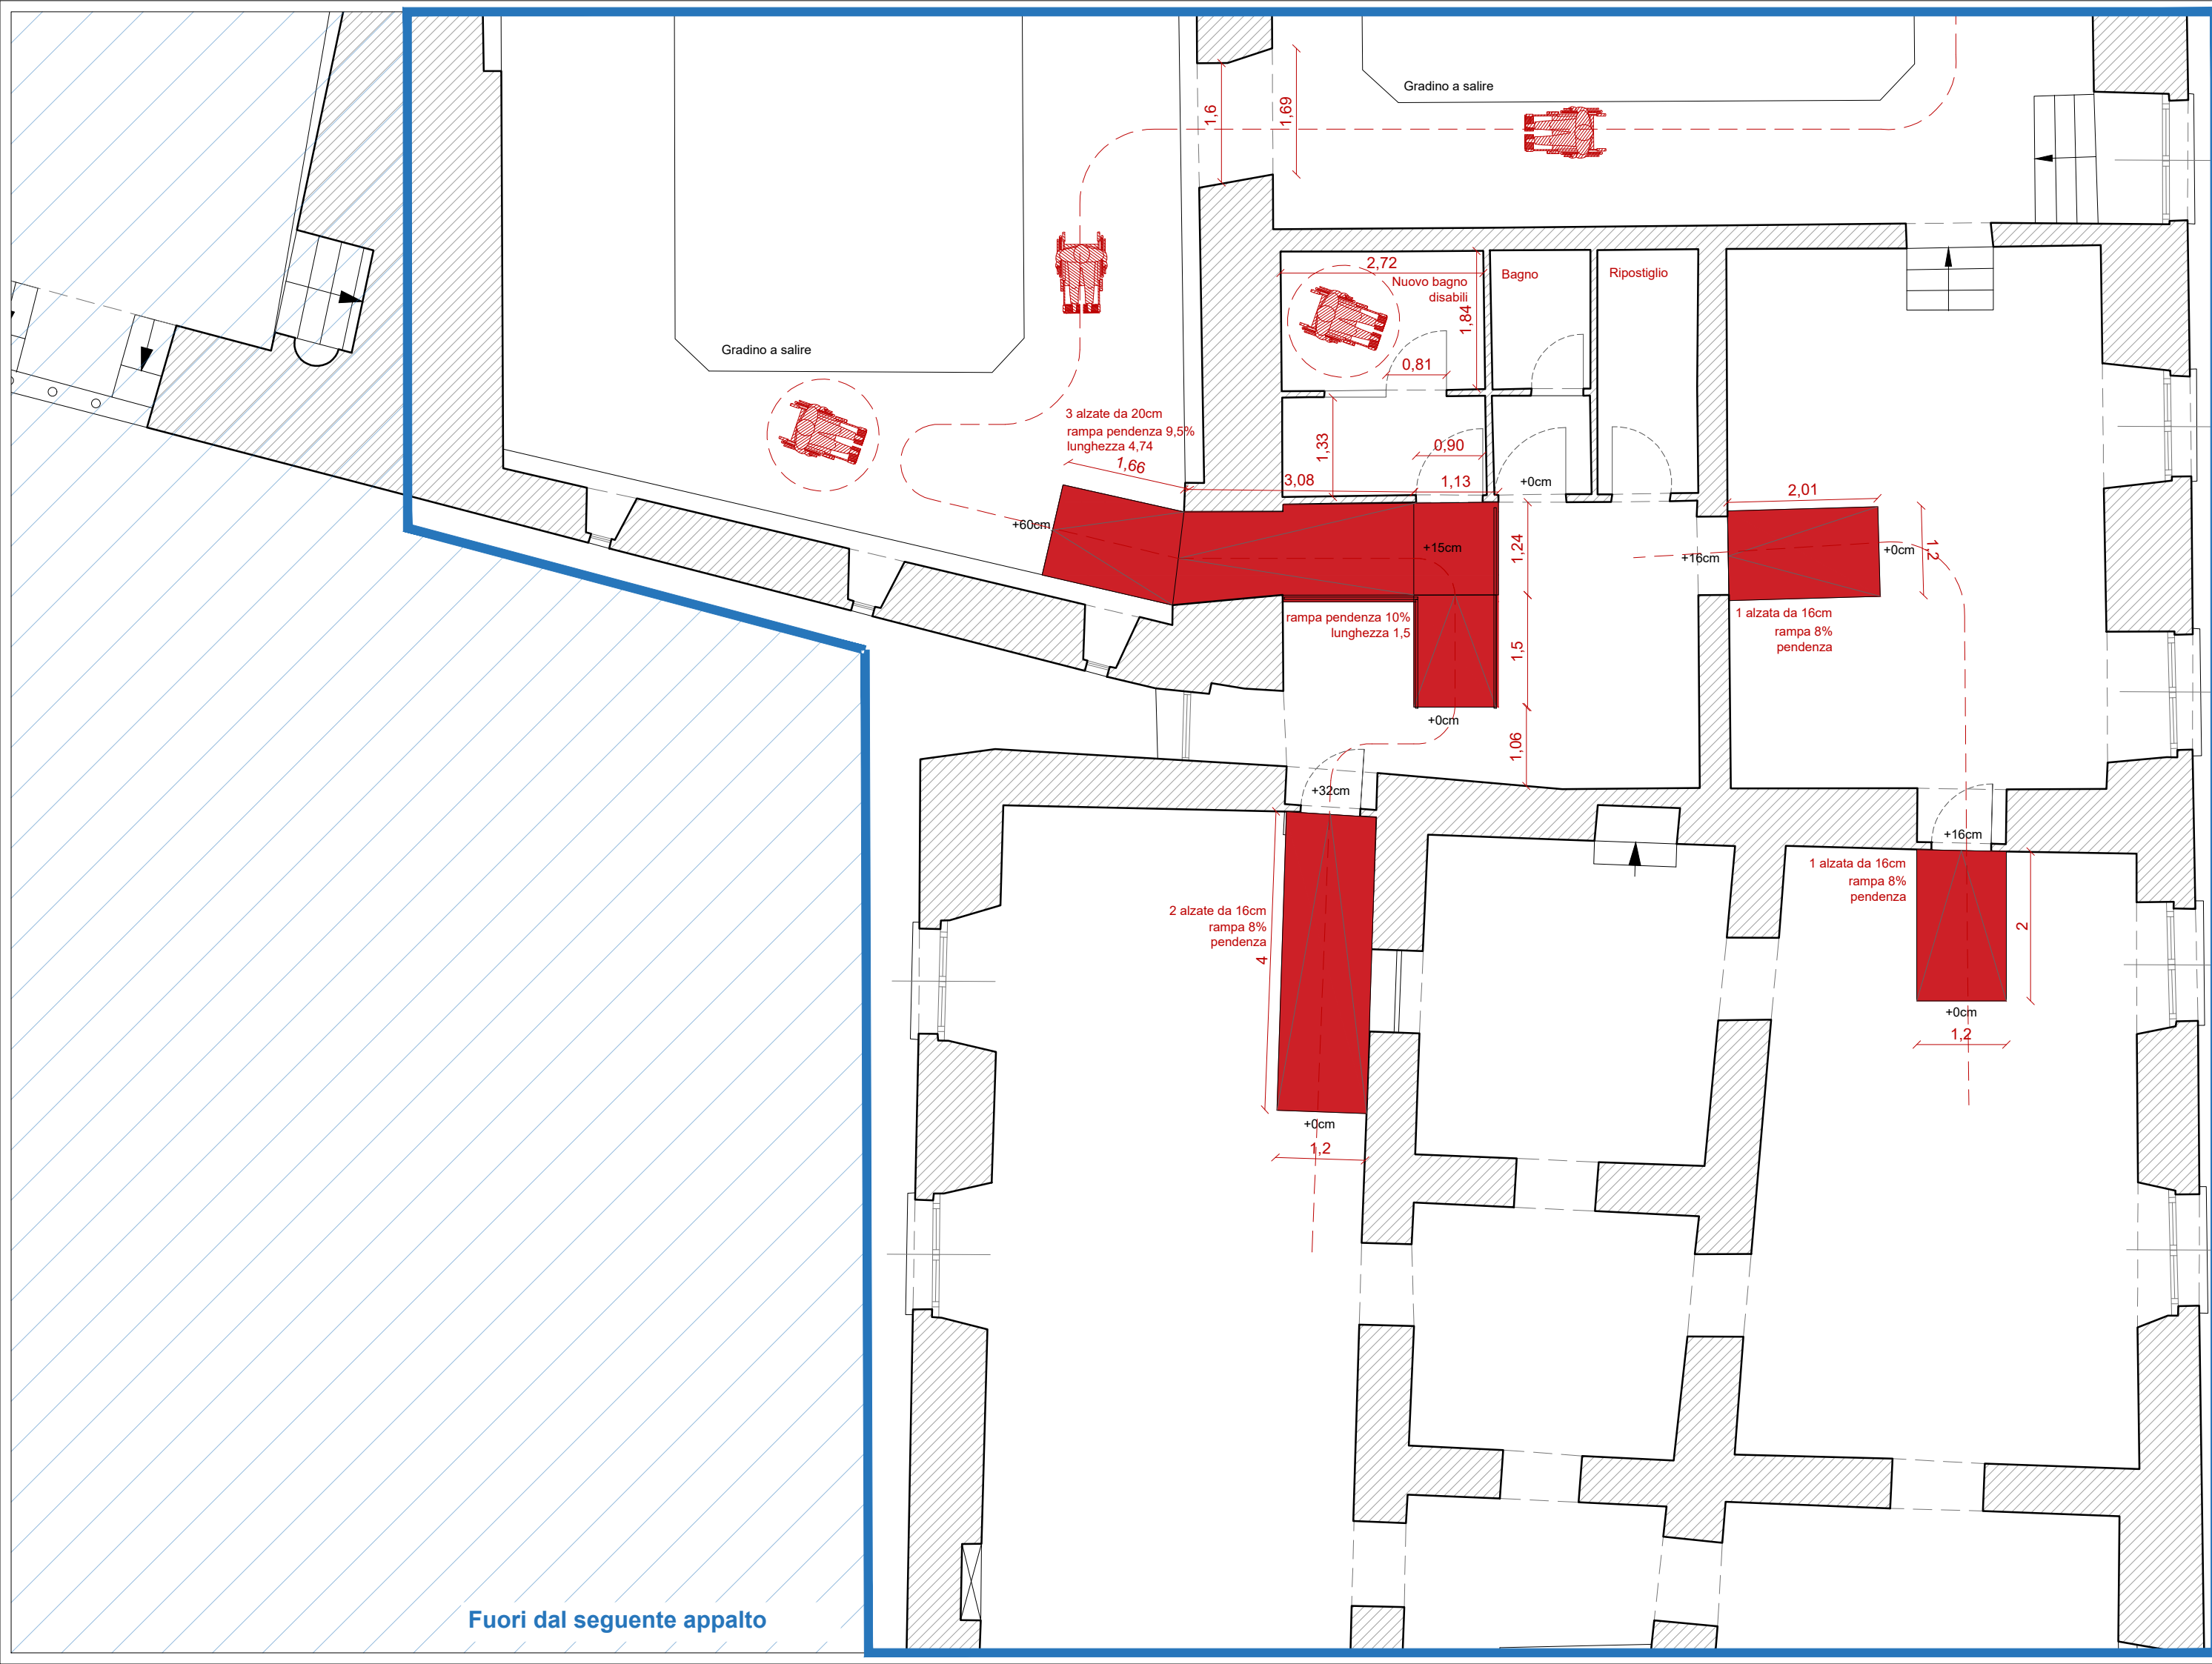 Gradino a salire
1,6
1,69
2,72
Nuovo bagno
disabili
1,84
Bagno
Ripostiglio
Gradino a salire
0,81
3 alzate da 20cm
rampa pendenza 9,5%
lunghezza 4,74
1,66
1,33
0,90
3,08
1,13
+0cm
2,01
+60cm
+15cm
1,24
+16cm
+0cm
1,2
rampa pendenza 10%
lunghezza 1,5
1,5
1 alzata da 16cm
rampa 8%
pendenza
+0cm
1,06
+32cm
+16cm
1 alzata da 16cm
rampa 8%
pendenza
2 alzate da 16cm
rampa 8%
pendenza
4
2
+0cm
1,2
+0cm
1,2
Fuori dal seguente appalto